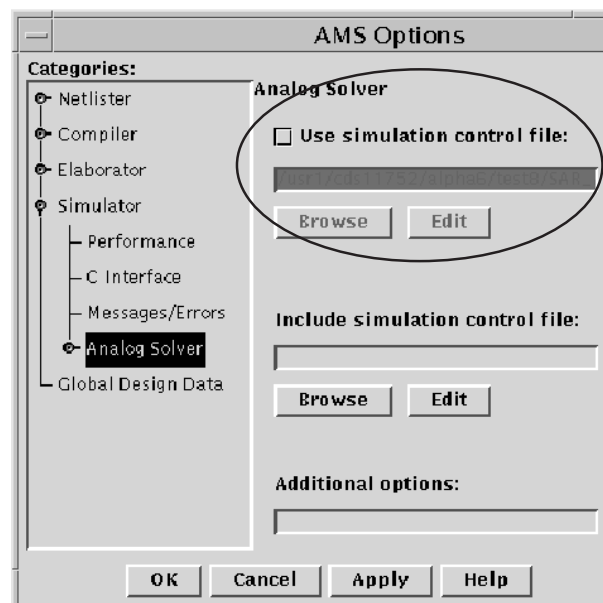 AMS Options
Categories:
Netlister
Compiler
Elaborator
Simulator
Performance
C Interface
Messages/Errors
Analog Solver
Global Design Data
Analog Solver
Use simulation control file:
/usr1/cds11752/alpha6/test8/SAR
Browse Edit
Include simulation control file:
Browse Edit
Additional options:
OK Cancel Apply Help